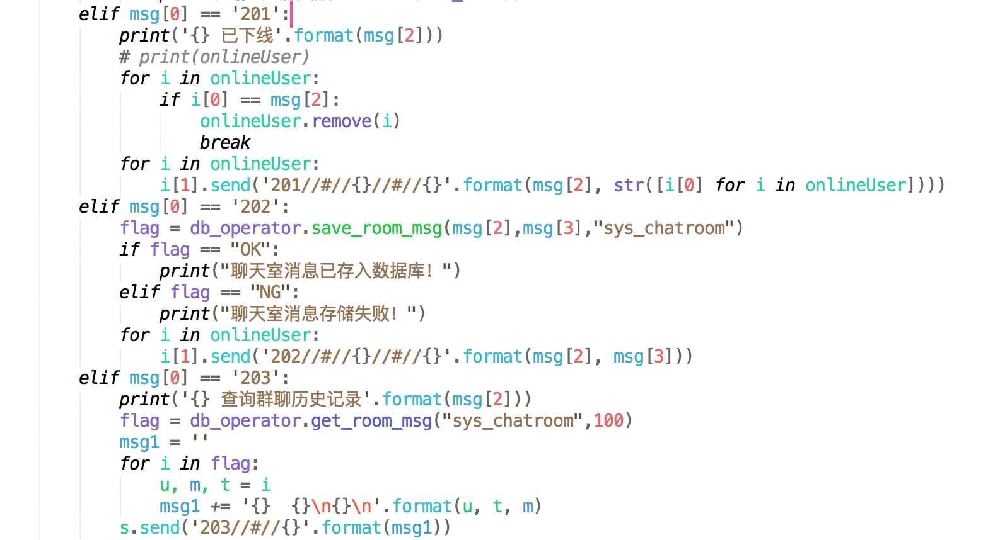 elif msg[0] == '201':
print('{} 已下线'.format(msg[2]))
# print(onlineUser)
for i in onlineUser:
if i[0] == msg[2]:
onlineUser.remove(i)
break
for i in onlineUser:
i[1].send('201//#//{}//#//{}'.format(msg[2], str([i[0] for i in onlineUser])))
elif msg[0] == '202':
flag = db_operator.save_room_msg(msg[2],msg[3],"sys_chatroom")
if flag == "OK":
print("聊天室消息已存入数据库！")
elif flag == "NG":
print("聊天室消息存储失败！")
for i in onlineUser:
i[1].send('202//#//{}//#//{}'.format(msg[2], msg[3]))
elif msg[0] == '203':
print('{} 查询群聊历史记录'.format(msg[2]))
flag = db_operator.get_room_msg("sys_chatroom",100)
msg1 = ''
for i in flag:
u, m, t = i
msg1 += '{}  {}\n{}\n'.format(u, t, m)
s.send('203//#//{}'.format(msg1))